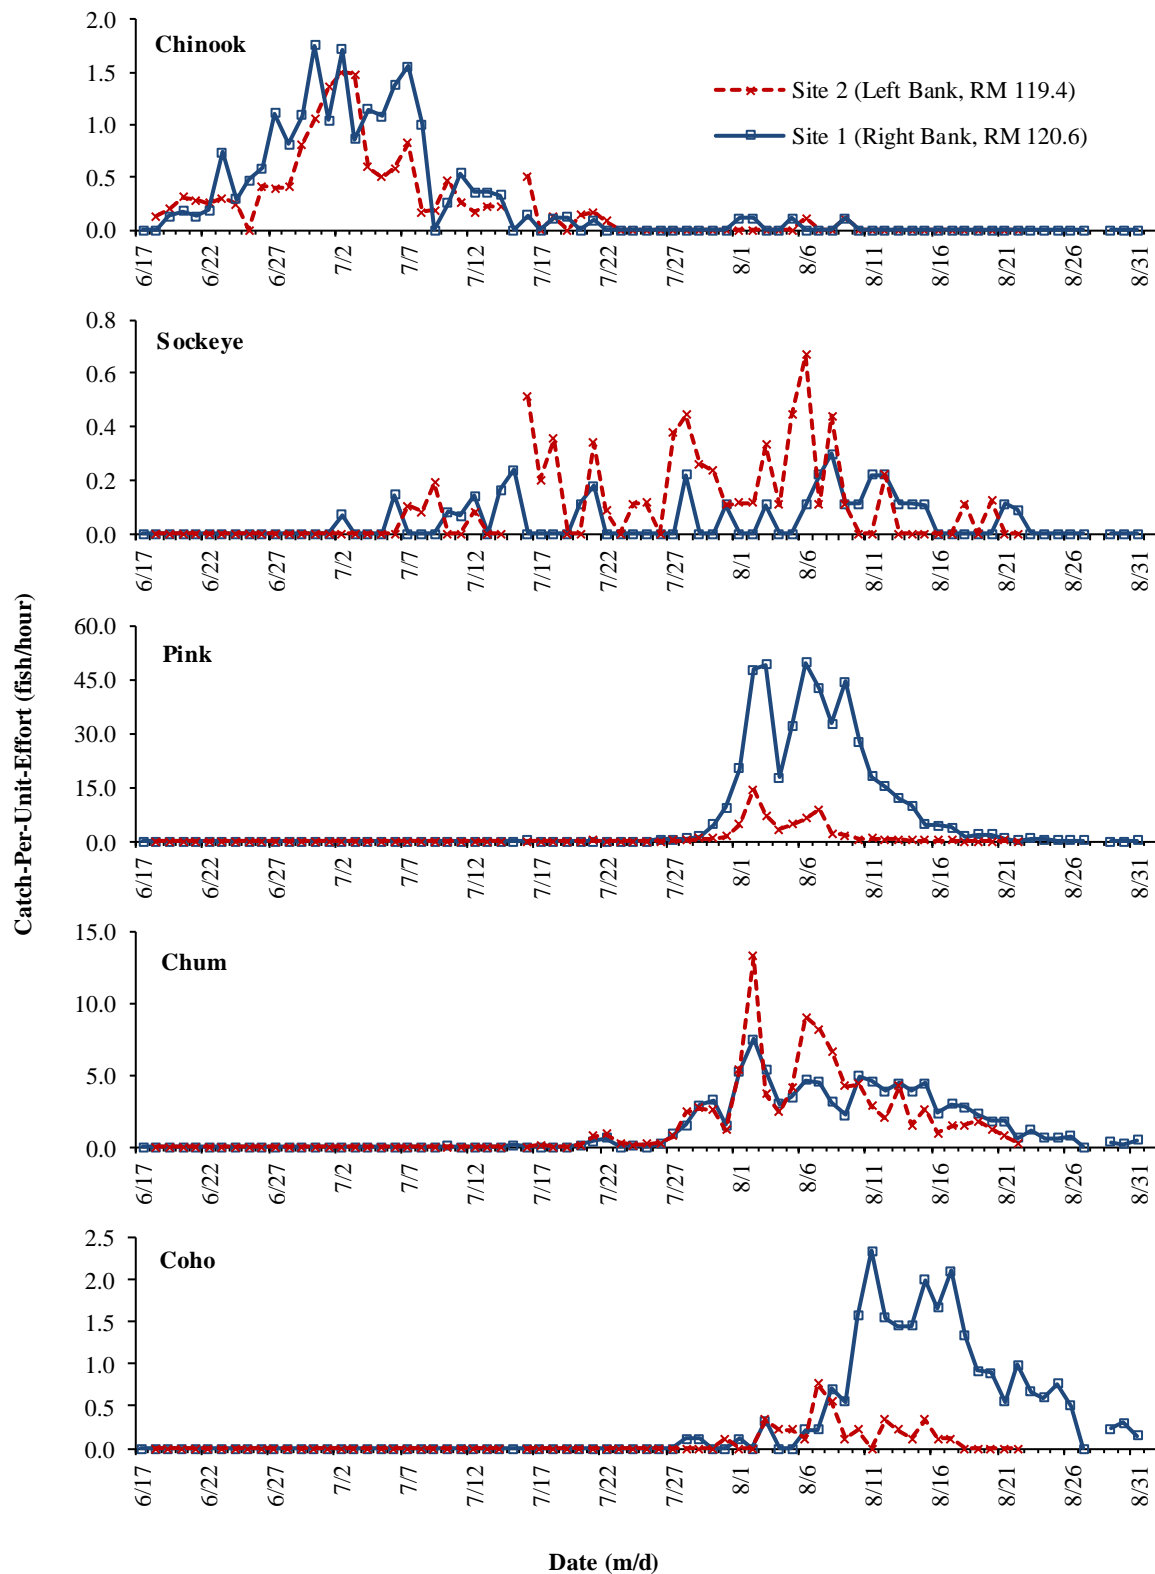 Catch-Per-Unit-Effort (fish/hour)
Chinook
Site 2 (Left Bank, RM 119.4)
Site 1 (Right Bank, RM 120.6)
2.0
1.5
1.0
0.5
0.0
6/17 6/22 6/27 7/2 7/7 7/12 7/17 7/22 7/27 8/1 8/6 8/11 8/16 8/21 8/26 8/31
Sockeye
0.8
0.6
0.4
0.2
0.0
6/17 6/22 6/27 7/2 7/7 7/12 7/17 7/22 7/27 8/1 8/6 8/11 8/16 8/21 8/26 8/31
Pink
60.0
45.0
30.0
15.0
0.0
6/17 6/22 6/27 7/2 7/7 7/12 7/17 7/22 7/27 8/1 8/6 8/11 8/16 8/21 8/26 8/31
Chum
15.0
10.0
5.0
0.0
6/17 6/22 6/27 7/2 7/7 7/12 7/17 7/22 7/27 8/1 8/6 8/11 8/16 8/21 8/26 8/31
Coho
2.5
2.0
1.5
1.0
0.5
0.0
6/17 6/22 6/27 7/2 7/7 7/12 7/17 7/22 7/27 8/1 8/6 8/11 8/16 8/21 8/26 8/31
Date (m/d)